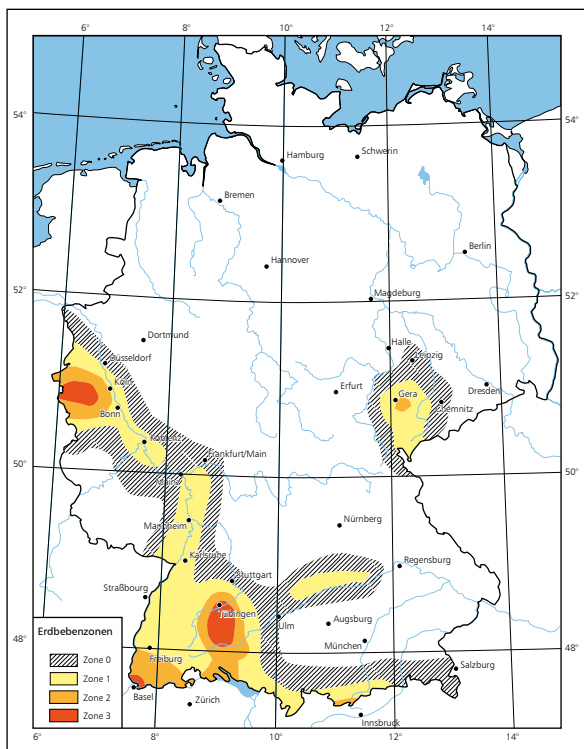 6° 8° 10° 12° 14°
54° 54°
Schwerin
Hamburg
Bremen
Berlin
Hannover
52° 52°
Magdeburg
Dortmund
Halle
Leipzig
Düsseldorf
Köln
Erfurt
Gera
Dresden
Chemnitz
Bonn
Koblenz
50° 50°
Frankfurt/Main
Mainz
Mannheim
Nürnberg
Karlsruhe
Regensburg
Stuttgart
Straßbourg
Tübingen
Ulm
Augsburg
München
48° 48°
Freiburg
Salzburg
Basel
Zürich
Innsbruck
Erdbebenzonen
Zone 0
Zone 1
Zone 2
Zone 3
6° 8° 10° 12° 14°